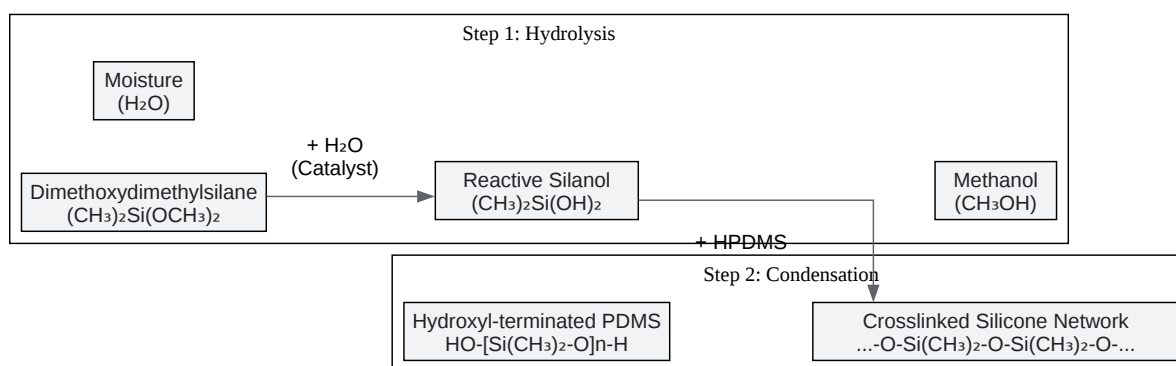 Step 1: Hydrolysis
Moisture
(H₂O)
+ H₂O
(Catalyst)
Dimethoxydimethylsilane
(CH₃)₂Si(OCH₃)₂
Reactive Silanol
(CH₃)₂Si(OH)₂
Methanol
(CH₃OH)
+ HPDMS
Step 2: Condensation
Hydroxyl-terminated PDMS
HO-[Si(CH₃)₂-O]n-H
Crosslinked Silicone Network
...-O-Si(CH₃)₂-O-Si(CH₃)₂-O-...